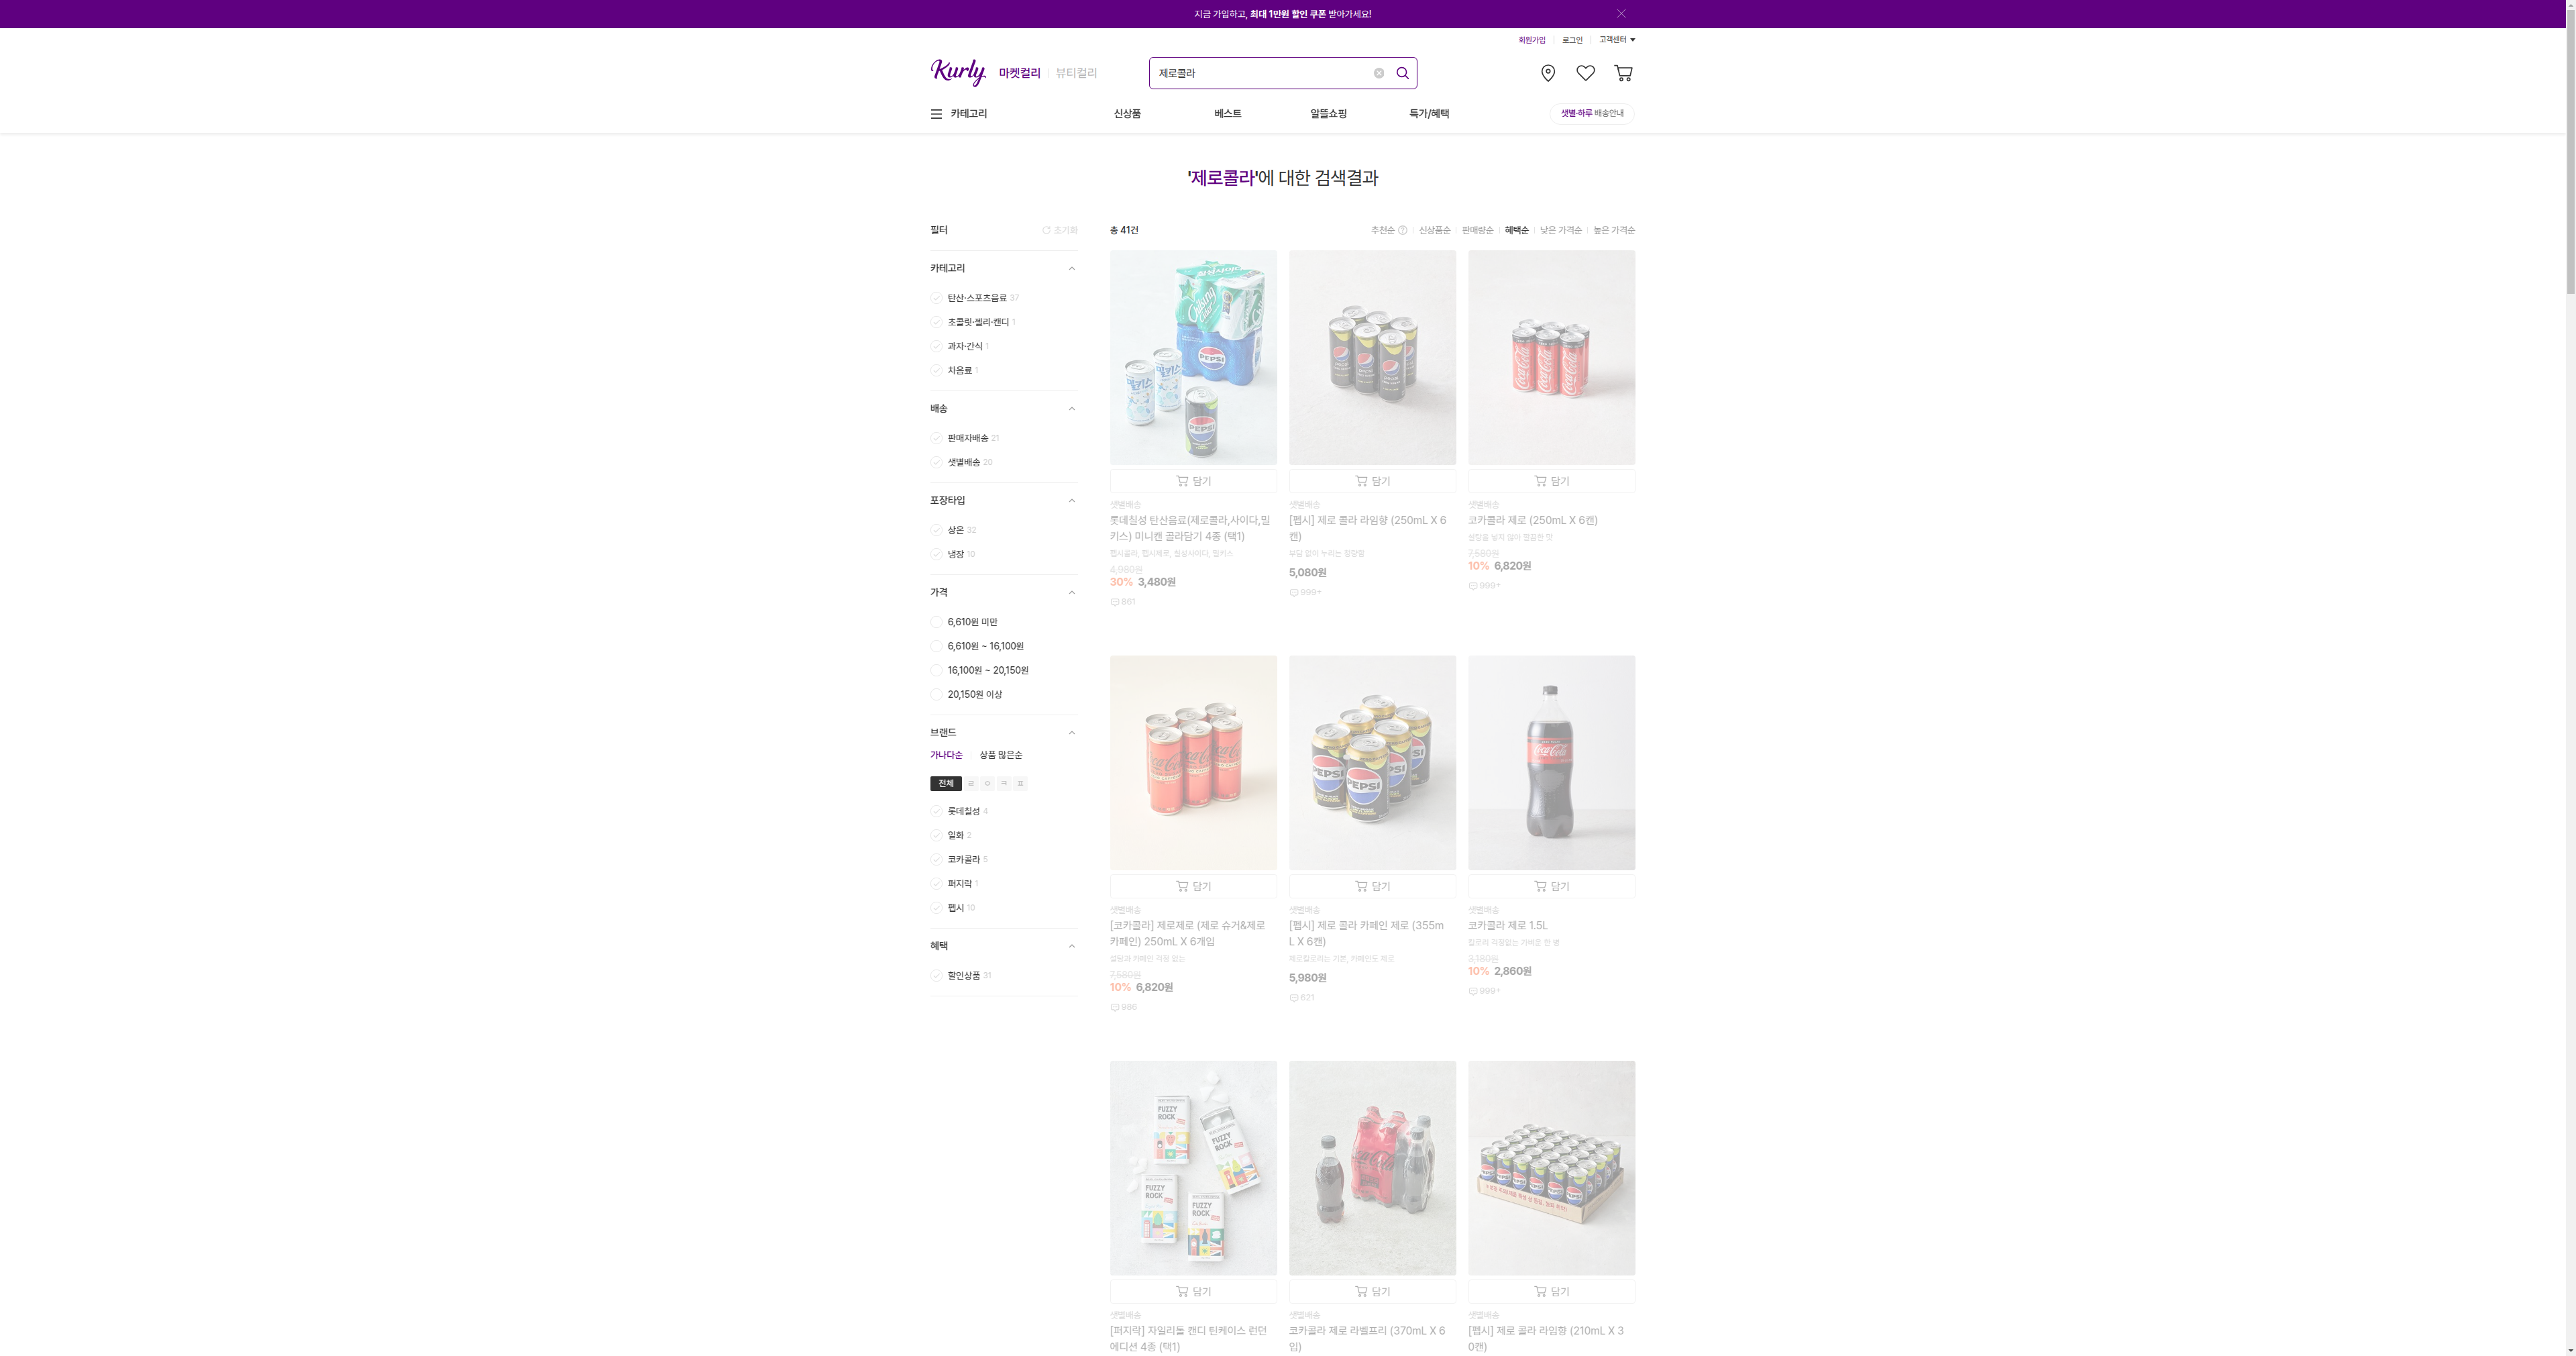 지금 가입하고, 최대 1만원 할인 쿠폰 받아가세요!
회원가입 로그인 고객센터
Kurly 마켓컬리 뷰티컬리 제로콜라
카테고리 신상품 베스트 알뜰쇼핑 특가/혜택 샛별·하루 배송안내
'제로콜라'에 대한 검색결과
필터 초기화
카테고리
탄산·스포츠음료 37
초콜릿·젤리·캔디 1
과자·간식 1
차음료 1
배송
판매자배송 21
샛별배송 20
포장타입
상온 32
냉장 10
가격
6,610원 미만
6,610원 ~ 16,100원
16,100원 ~ 20,150원
20,150원 이상
브랜드
가나다순 상품 많은순
전체 ㄹ ㅇ ㅋ ㅍ
롯데칠성 4
일화 2
코카콜라 5
퍼지락 1
펩시 10
혜택
할인상품 31
총 41건 추천순 신상품순 판매량순 혜택순 낮은 가격순 높은 가격순
담기
샛별배송
롯데칠성 탄산음료(제로콜라,사이다,밀
키스) 미니캔 골라담기 4종 (택1)
펩시콜라, 펩시제로, 칠성사이다, 밀키스
4,980원
30% 3,480원
861
담기
샛별배송
[펩시] 제로 콜라 라임향 (250mL X 6
캔)
부담 없이 누리는 청량함
5,080원
999+
담기
샛별배송
코카콜라 제로 (250mL X 6캔)
설탕을 넣지 않아 깔끔한 맛
7,580원
10% 6,820원
999+
담기
샛별배송
[코카콜라] 제로제로 (제로 슈거&제로
카페인) 250mL X 6개입
설탕과 카페인 걱정 없는
7,580원
10% 6,820원
986
담기
샛별배송
[펩시] 제로 콜라 카페인 제로 (355m
L X 6캔)
제로칼로리는 기본, 카페인도 제로
5,980원
621
담기
샛별배송
코카콜라 제로 1.5L
칼로리 걱정없는 가벼운 한 병
3,180원
10% 2,860원
999+
FUZZY
ROCK
담기
샛별배송
[퍼지락] 자일리톨 캔디 틴케이스 런던
에디션 4종 (택1)
담기
샛별배송
코카콜라 제로 라벨프리 (370mL X 6
입)
담기
샛별배송
[펩시] 제로 콜라 라임향 (210mL X 3
0캔)